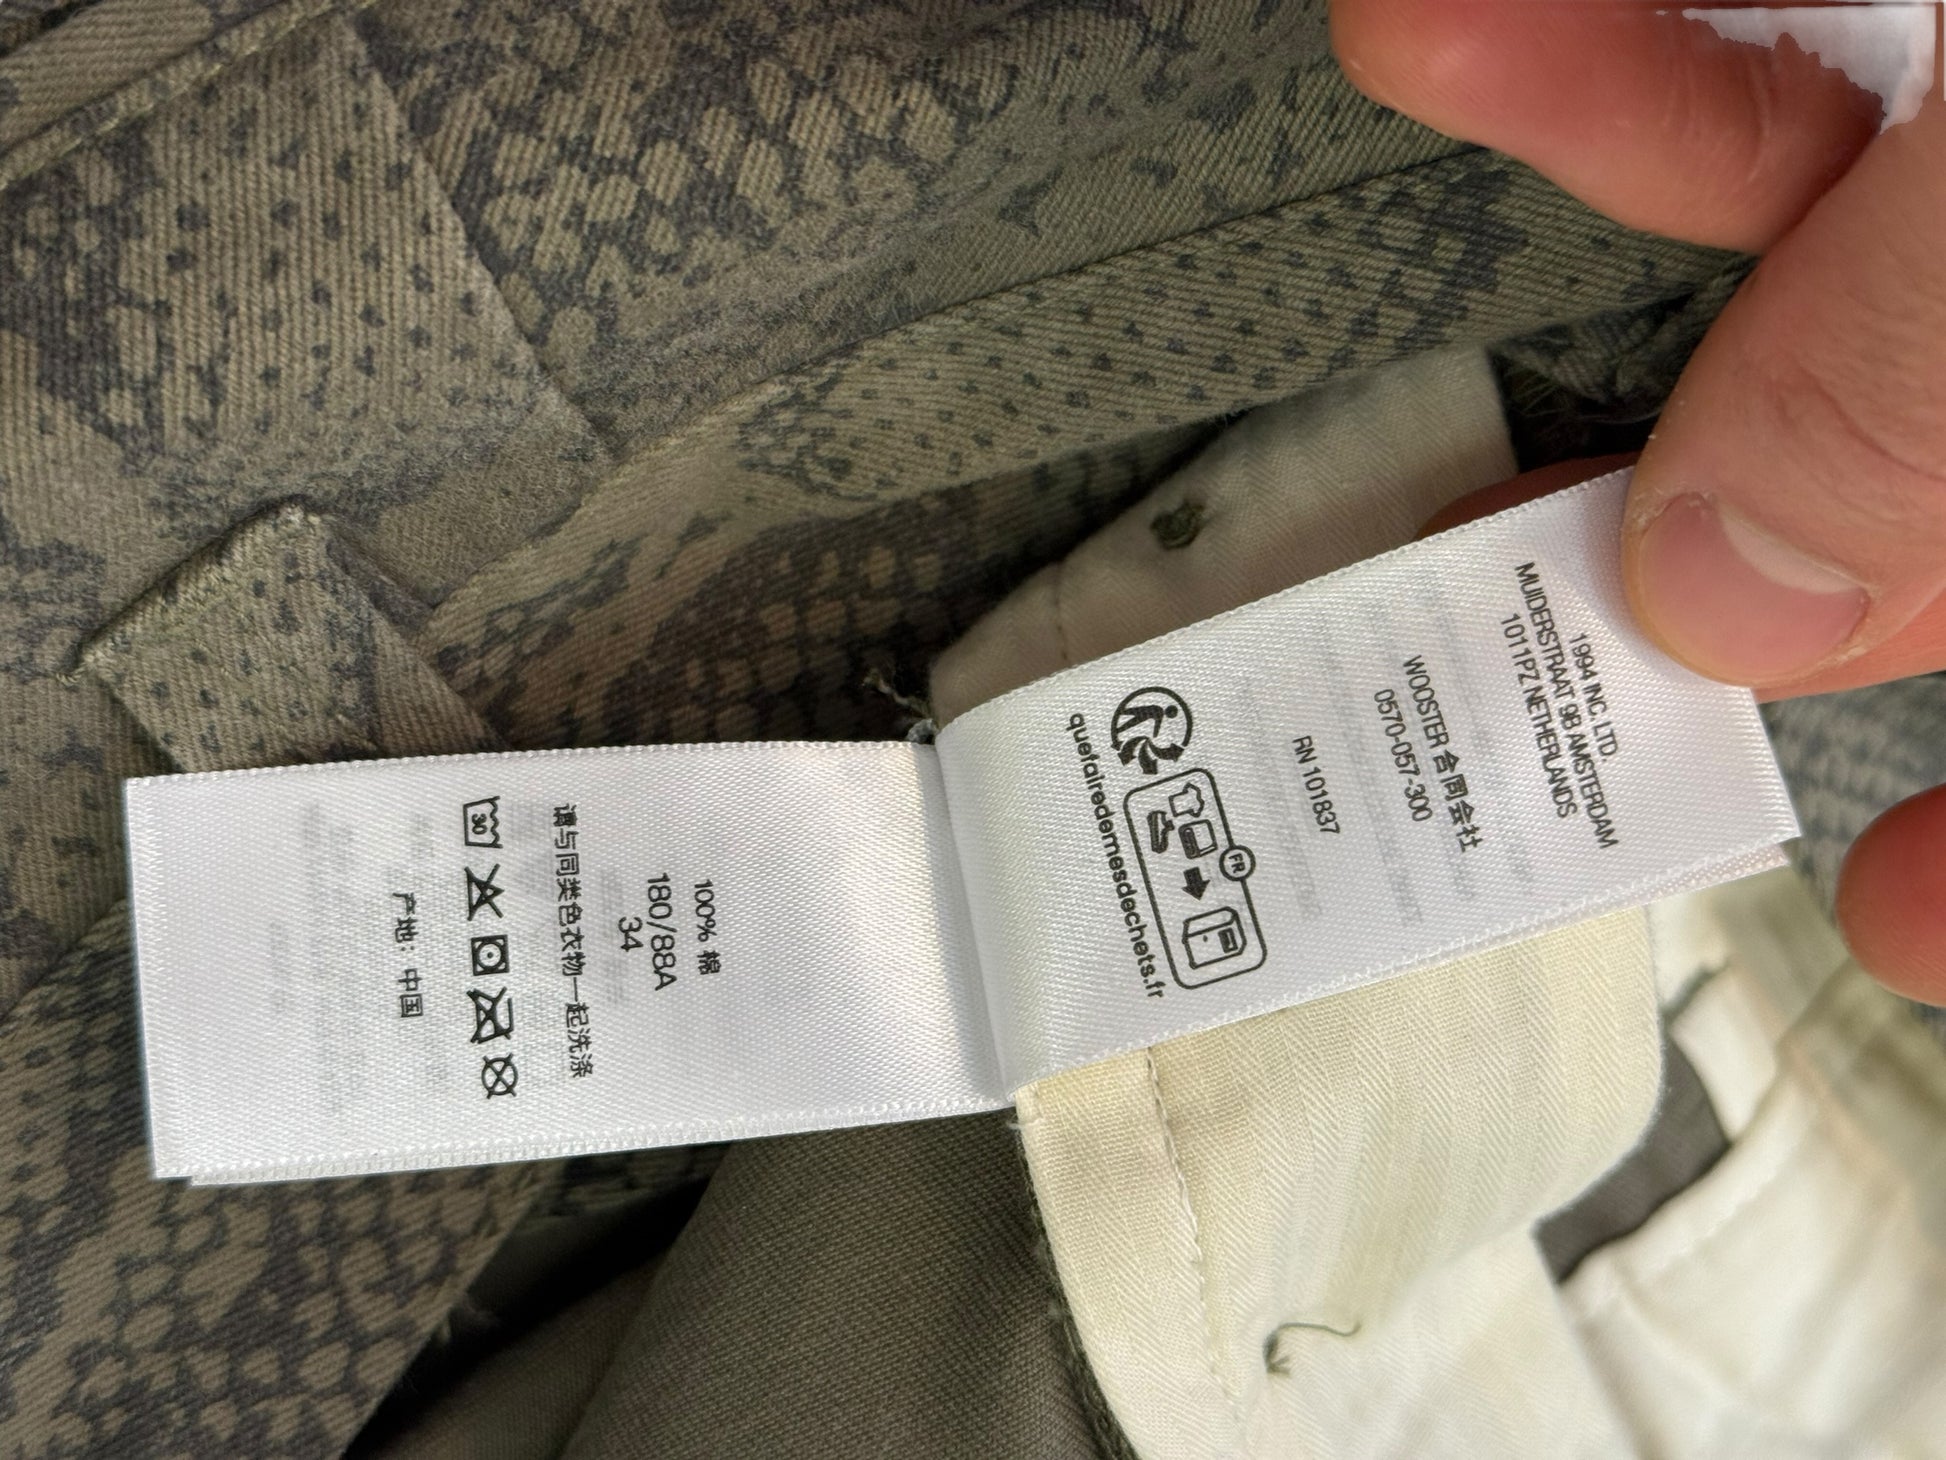 100% 棉
180/88A
34
请与同类色衣物一起洗涤
30
产地：中国
1994 INC. LTD.
MUIDERSTRAAT 9B AMSTERDAM
1011PZ NETHERLANDS
WOOSTER 合同会社
0570-057-300
RN 101837
FR
quefairedemesdechets.fr